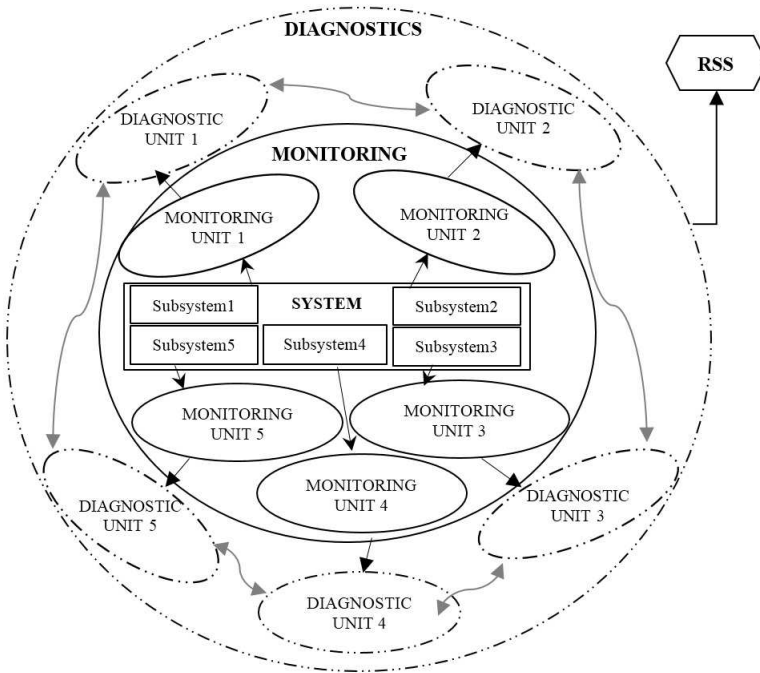 DIAGNOSTICS
RSS
DIAGNOSTIC
UNIT 1
DIAGNOSTIC
UNIT 2
MONITORING
MONITORING
UNIT 1
MONITORING
UNIT 2
Subsystem1
SYSTEM
Subsystem2
Subsystem5
Subsystem4
Subsystem3
MONITORING
UNIT 5
MONITORING
UNIT 3
MONITORING
UNIT 4
DIAGNOSTIC
UNIT 5
DIAGNOSTIC
UNIT 3
DIAGNOSTIC
UNIT 4